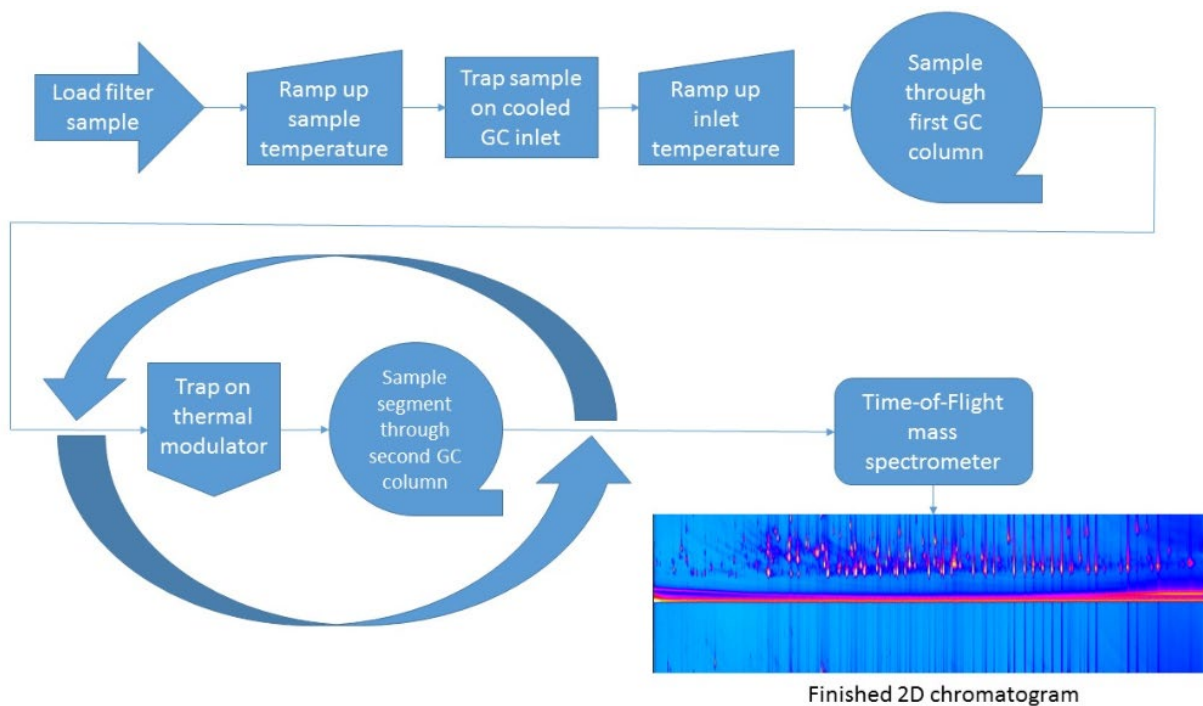 Load filter
sample
Ramp up
sample
temperature
Trap sample
on cooled
GC inlet
Ramp up
inlet
temperature
Sample
through
first GC
column
Trap on
thermal
modulator
Sample
segment
through
second GC
column
Time-of-Flight
mass
spectrometer
Finished 2D chromatogram